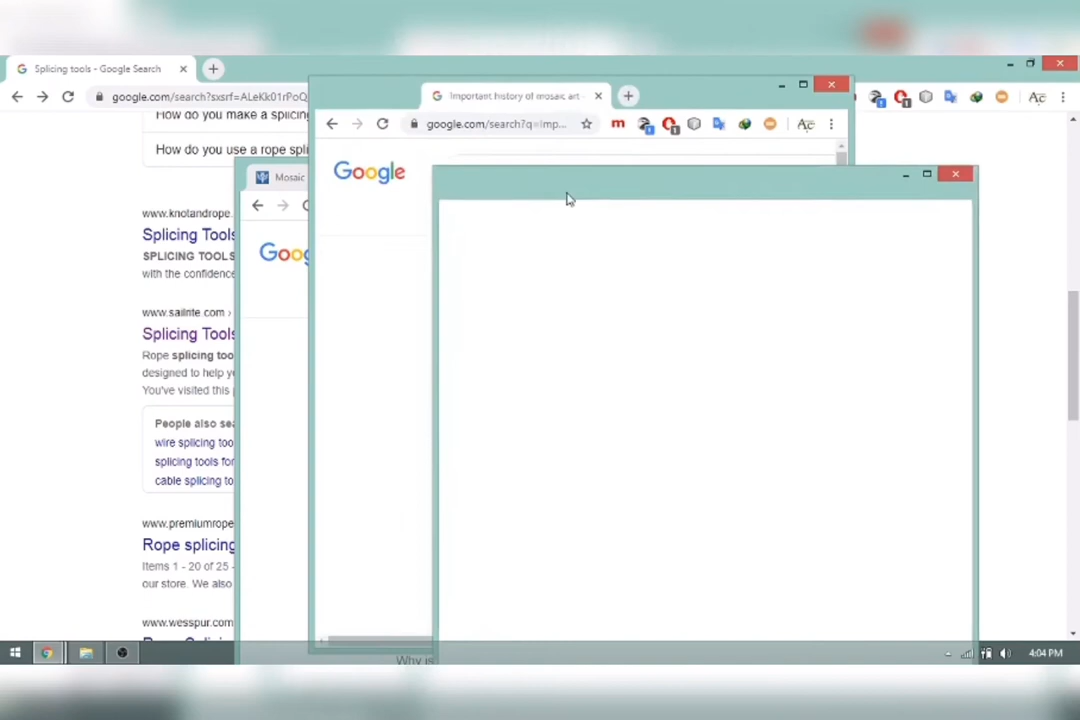 Splicing tools - Google Search
google.com/search?sxsrf=ALeKk01rPoQ
How do you make a splicing
How do you use a rope spli
www.knotandrope.
Splicing Tools
SPLICING TOOLS
with the confidence
www.sailrite.com ›
Splicing Tools
Rope splicing too
designed to help yo
You've visited this p
People also sea
wire splicing too
splicing tools for
cable splicing to
www.premiumrope
Rope splicing
Items 1 - 20 of 25 -
our store. We also
www.wesspur.com
Mosaic
Goog
Important history of mosaic art -
google.com/search?q=Imp...
Google
Why is
4:04 PM